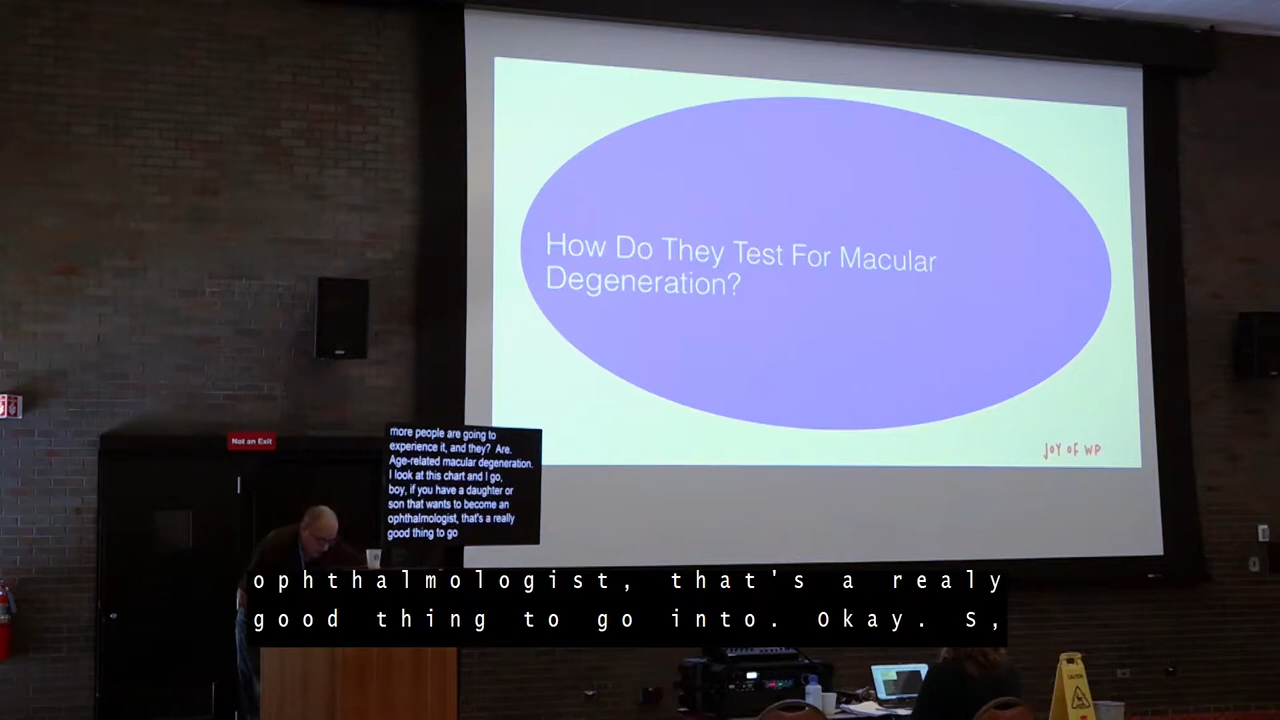 How Do They Test For Macular
Degeneration?
JOY OF WP
Not an Exit
more people are going to
experience it, and they? Are.
Age-related macular degeneration.
I look at this chart and I go,
boy, if you have a daughter or
son that wants to become an
ophthalmologist, that's a really
good thing to go
ophthalmologist, that's a realy
good thing to go into. Okay. S,
CAUTION